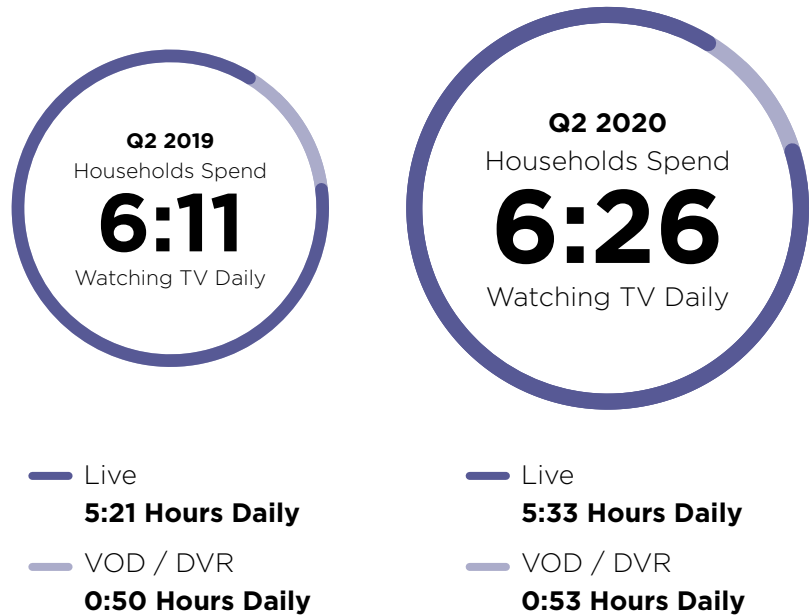 Q2 2019
Households Spend
6:11
Watching TV Daily
Live
5:21 Hours Daily
VOD / DVR
0:50 Hours Daily
Q2 2020
Households Spend
6:26
Watching TV Daily
Live
5:33 Hours Daily
VOD / DVR
0:53 Hours Daily